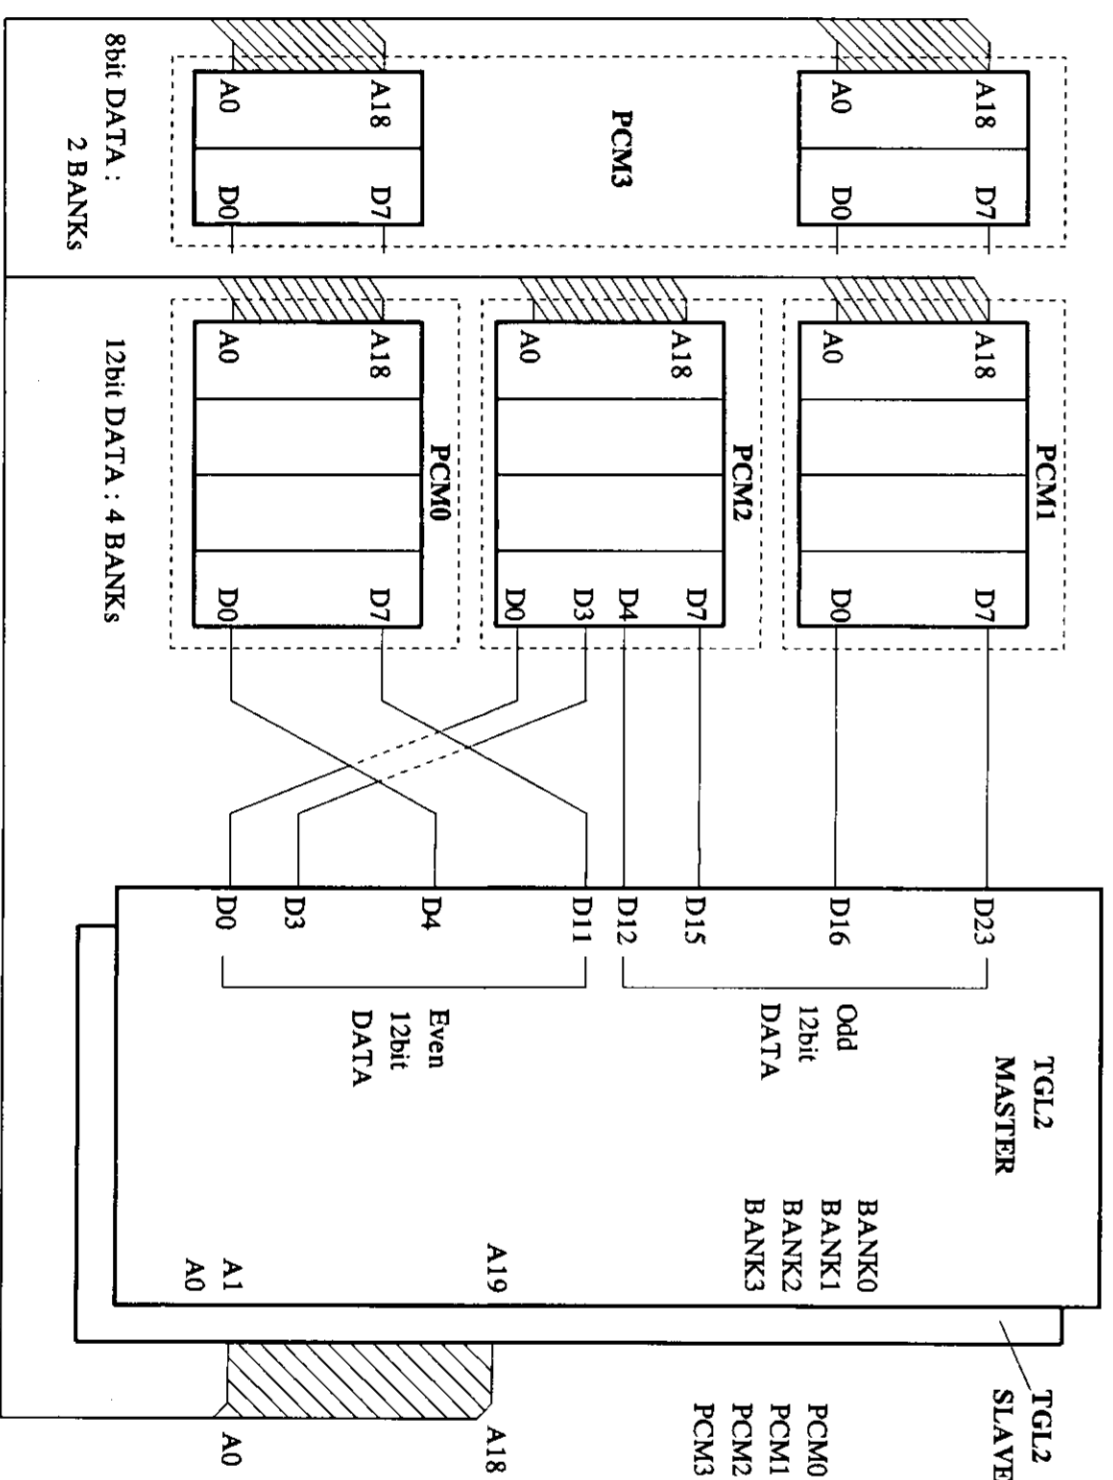 TGL2
SLAVE
TGL2
MASTER
PCM1
A18 D7
A0 D0
PCM3
A18 D7
A0 D0
A18 D7
A0 D0
PCM2
A18 D7
D4
D3
A0 D0
PCM0
A18 D7
A0 D0
D23
D16
D15
D12
D11
D4
D3
D0
Odd
12bit
DATA
Even
12bit
DATA
BANK0 PCM0
BANK1 PCM1
BANK2 PCM2
BANK3 PCM3
A19 A18
A1 A0
A0
8bit DATA :
2 BANKs
12bit DATA : 4 BANKs